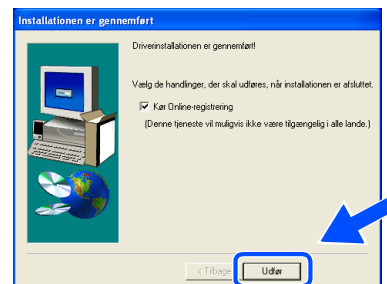 Installationen er gennemført
Driverinstallationen er gennemført!
Vælg de handlinger, der skal udføres, når installationen er afsluttet.
Kør Online-registrering
(Denne tjeneste vil muligvis ikke være tilgængelig i alle lande.)
< Tilbage
Udfør